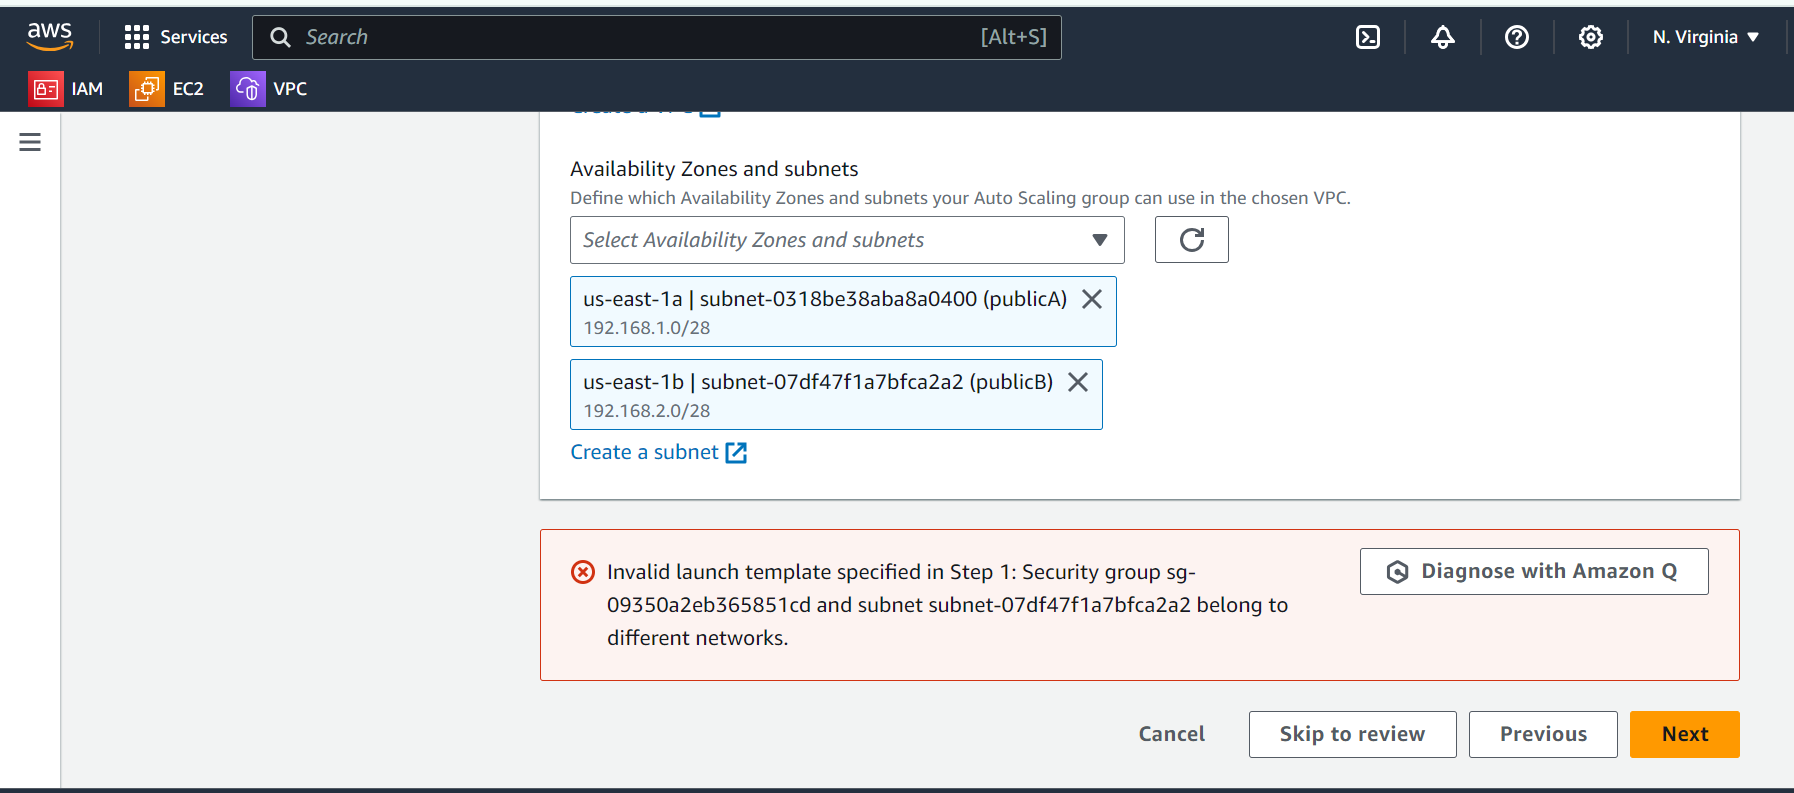 aws
Services
Search
[Alt+S]
N. Virginia
IAM
EC2
VPC
Availability Zones and subnets
Define which Availability Zones and subnets your Auto Scaling group can use in the chosen VPC.
Select Availability Zones and subnets
us-east-1a | subnet-0318be38aba8a0400 (publicA)
192.168.1.0/28
us-east-1b | subnet-07df47f1a7bfca2a2 (publicB)
192.168.2.0/28
Create a subnet
Invalid launch template specified in Step 1: Security group sg-
09350a2eb365851cd and subnet subnet-07df47f1a7bfca2a2 belong to
different networks.
Diagnose with Amazon Q
Cancel
Skip to review
Previous
Next